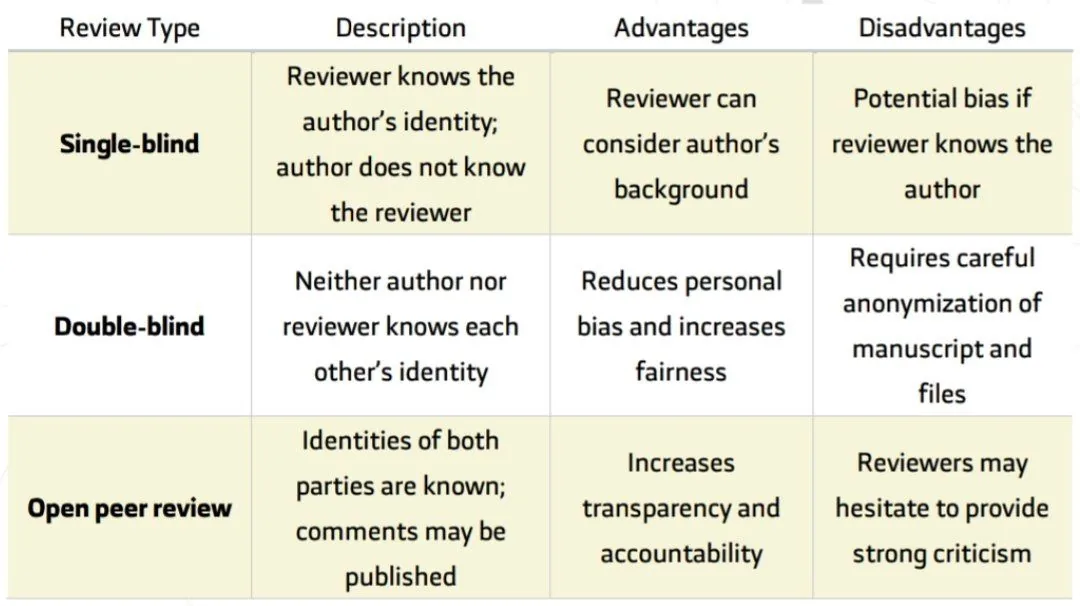 Review Type
Description
Advantages
Disadvantages
Single-blind
Reviewer knows the
author's identity;
author does not know
the reviewer
Reviewer can
consider author's
background
Potential bias if
reviewer knows the
author
Double-blind
Neither author nor
reviewer knows each
other's identity
Reduces personal
bias and increases
fairness
Requires careful
anonymization of
manuscript and
files
Open peer review
Identities of both
parties are known;
comments may be
published
Increases
transparency and
accountability
Reviewers may
hesitate to provide
strong criticism